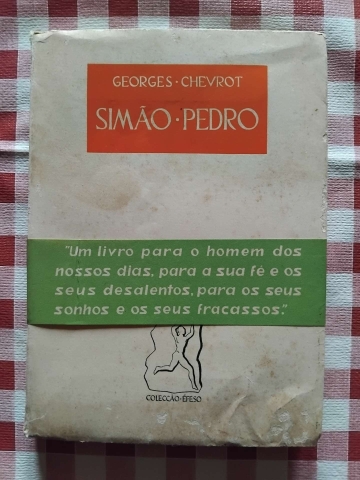 GEORGES · CHEVROT
SIMÃO · PEDRO
"Um livro para o homem dos
nossos dias, para a sua fé e os
seus desalentos, para os seus
sonhos e os seus fracassos."
COLECÇÃO · ÉFESO